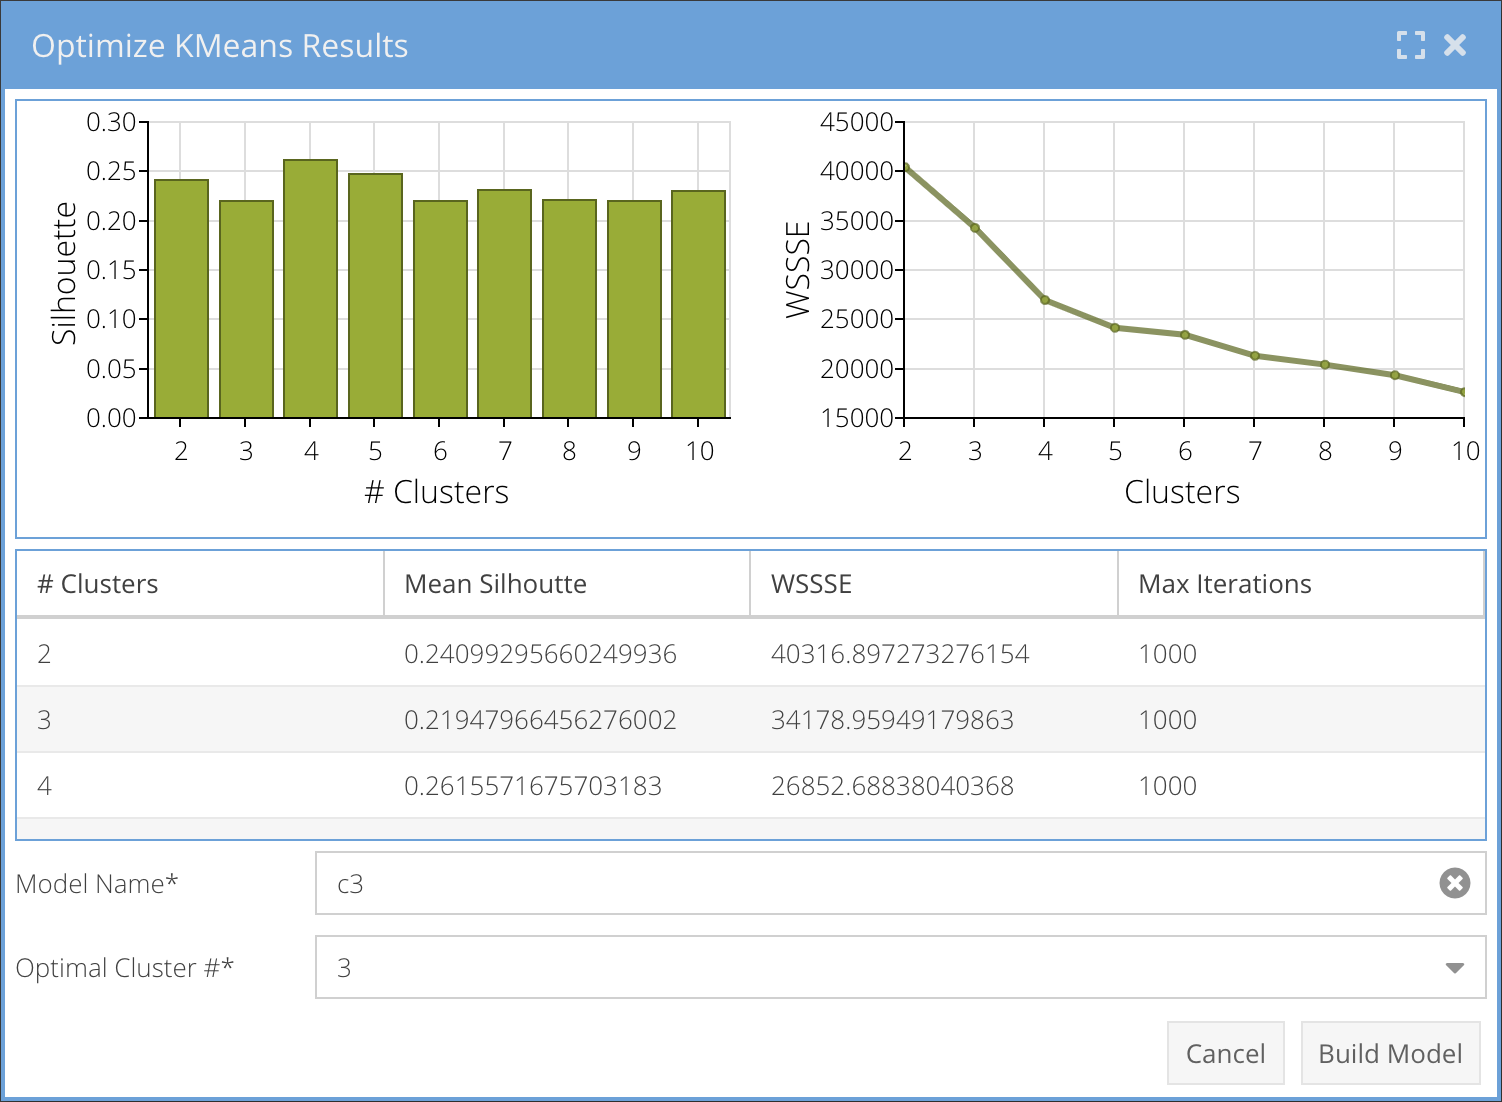 Optimize KMeans Results
0.30
0.25
0.20
0.15
0.10
0.05
0.00
Silhouette
2 3 4 5 6 7 8 9 10
# Clusters
45000
40000
35000
30000
25000
20000
15000
WSSSE
2 3 4 5 6 7 8 9 10
Clusters
# Clusters Mean Silhoutte WSSSE Max Iterations
2 0.24099295660249936 40316.897273276154 1000
3 0.21947966456276002 34178.95949179863 1000
4 0.2615571675703183 26852.68838040368 1000
Model Name* c3
Optimal Cluster #* 3
Cancel Build Model